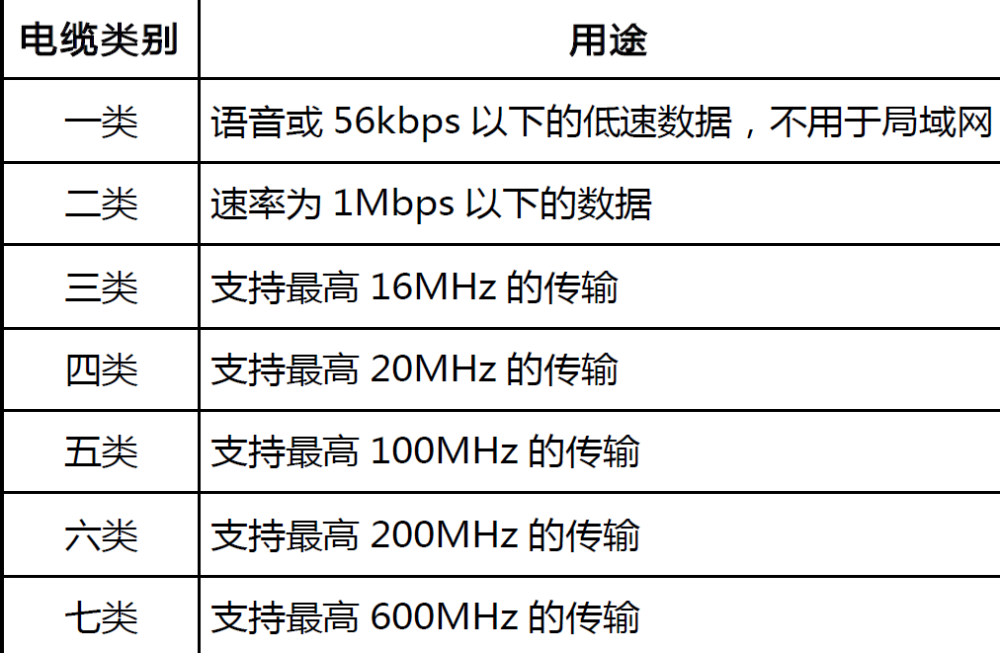 电缆类别 用途
一类 语音或 56kbps 以下的低速数据，不用于局域网
二类 速率为 1Mbps 以下的数据
三类 支持最高 16MHz 的传输
四类 支持最高 20MHz 的传输
五类 支持最高 100MHz 的传输
六类 支持最高 200MHz 的传输
七类 支持最高 600MHz 的传输